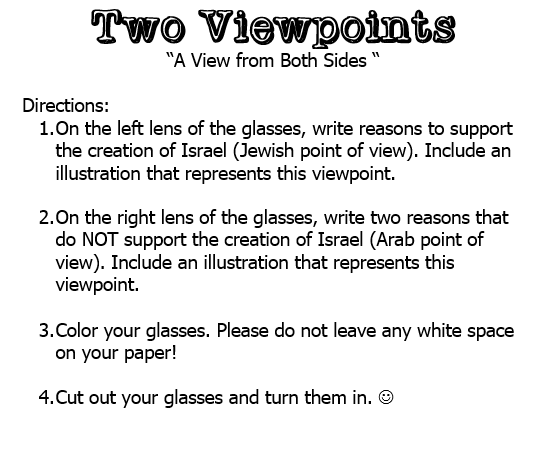 Two Viewpoints
“A View from Both Sides “
Directions:
1.On the left lens of the glasses, write reasons to support
the creation of Israel (Jewish point of view). Include an
illustration that represents this viewpoint.
2.On the right lens of the glasses, write two reasons that
do NOT support the creation of Israel (Arab point of
view). Include an illustration that represents this
viewpoint.
3.Color your glasses. Please do not leave any white space
on your paper!
4.Cut out your glasses and turn them in. ☺